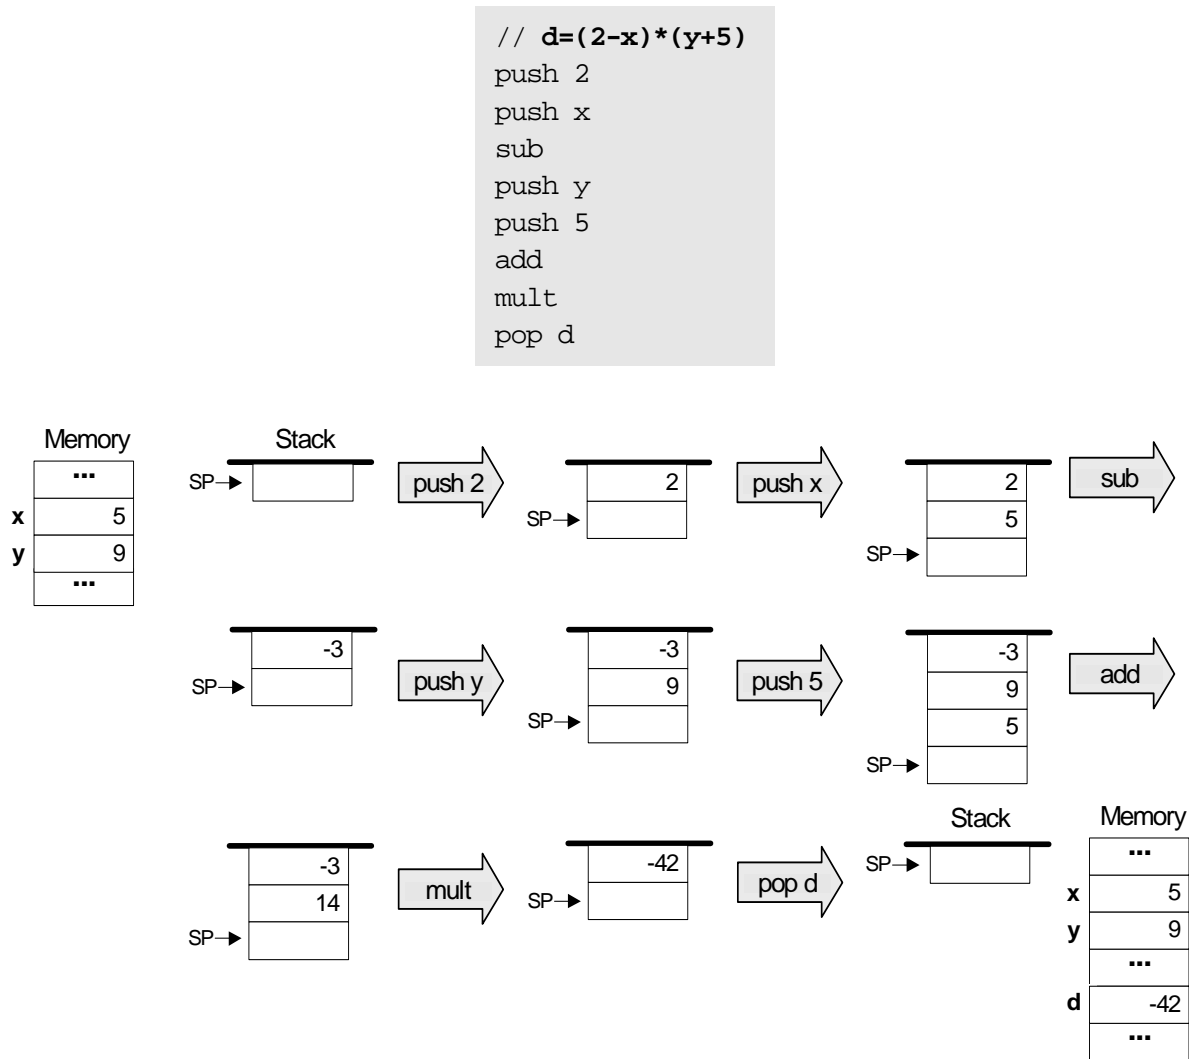 // d=(2-x)*(y+5)
push 2
push x
sub
push y
push 5
add
mult
pop d
Memory
...
x 5
y 9
...
Stack
SP
push 2
2
SP
push x
2
5
SP
sub
-3
SP
push y
-3
9
SP
push 5
-3
9
5
SP
add
-3
14
SP
mult
-42
SP
pop d
Stack
SP
Memory
...
x 5
y 9
...
d -42
...